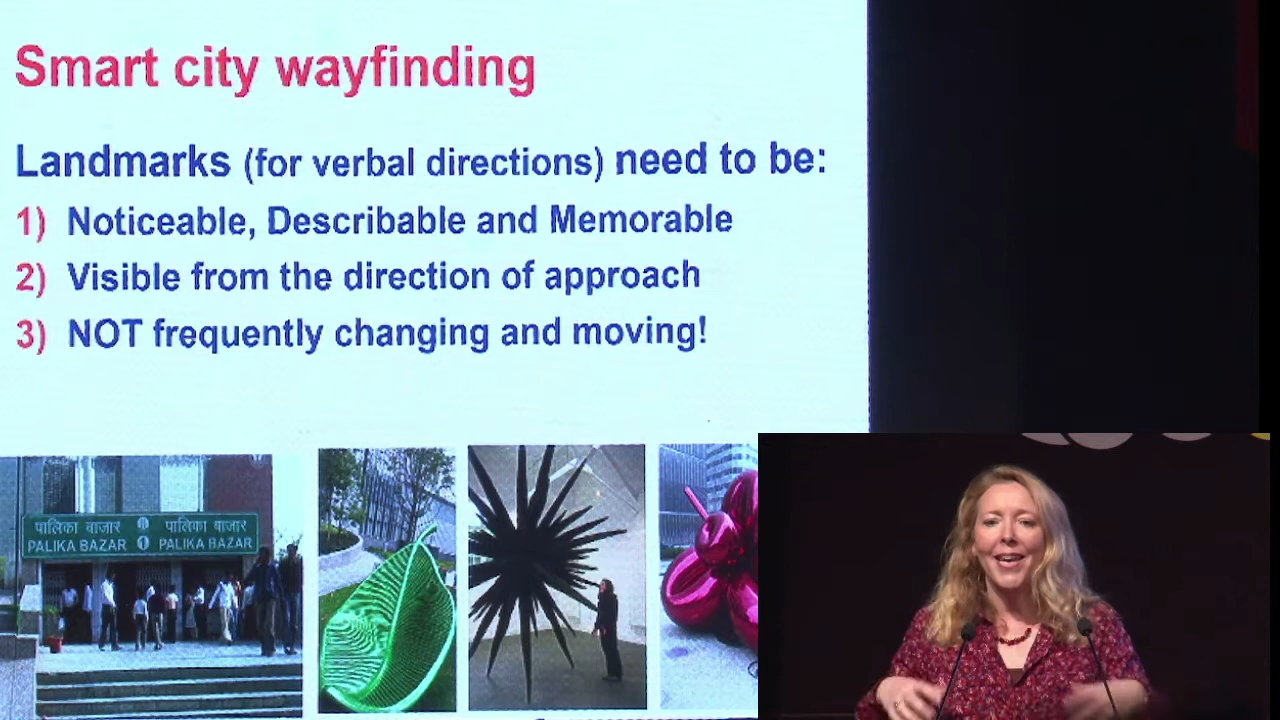 Smart city wayfinding
Landmarks (for verbal directions) need to be:
1) Noticeable, Describable and Memorable
2) Visible from the direction of approach
3) NOT frequently changing and moving!
पालिका बाजार पालिका बाजार
PALIKA BAZAR PALIKA BAZAR